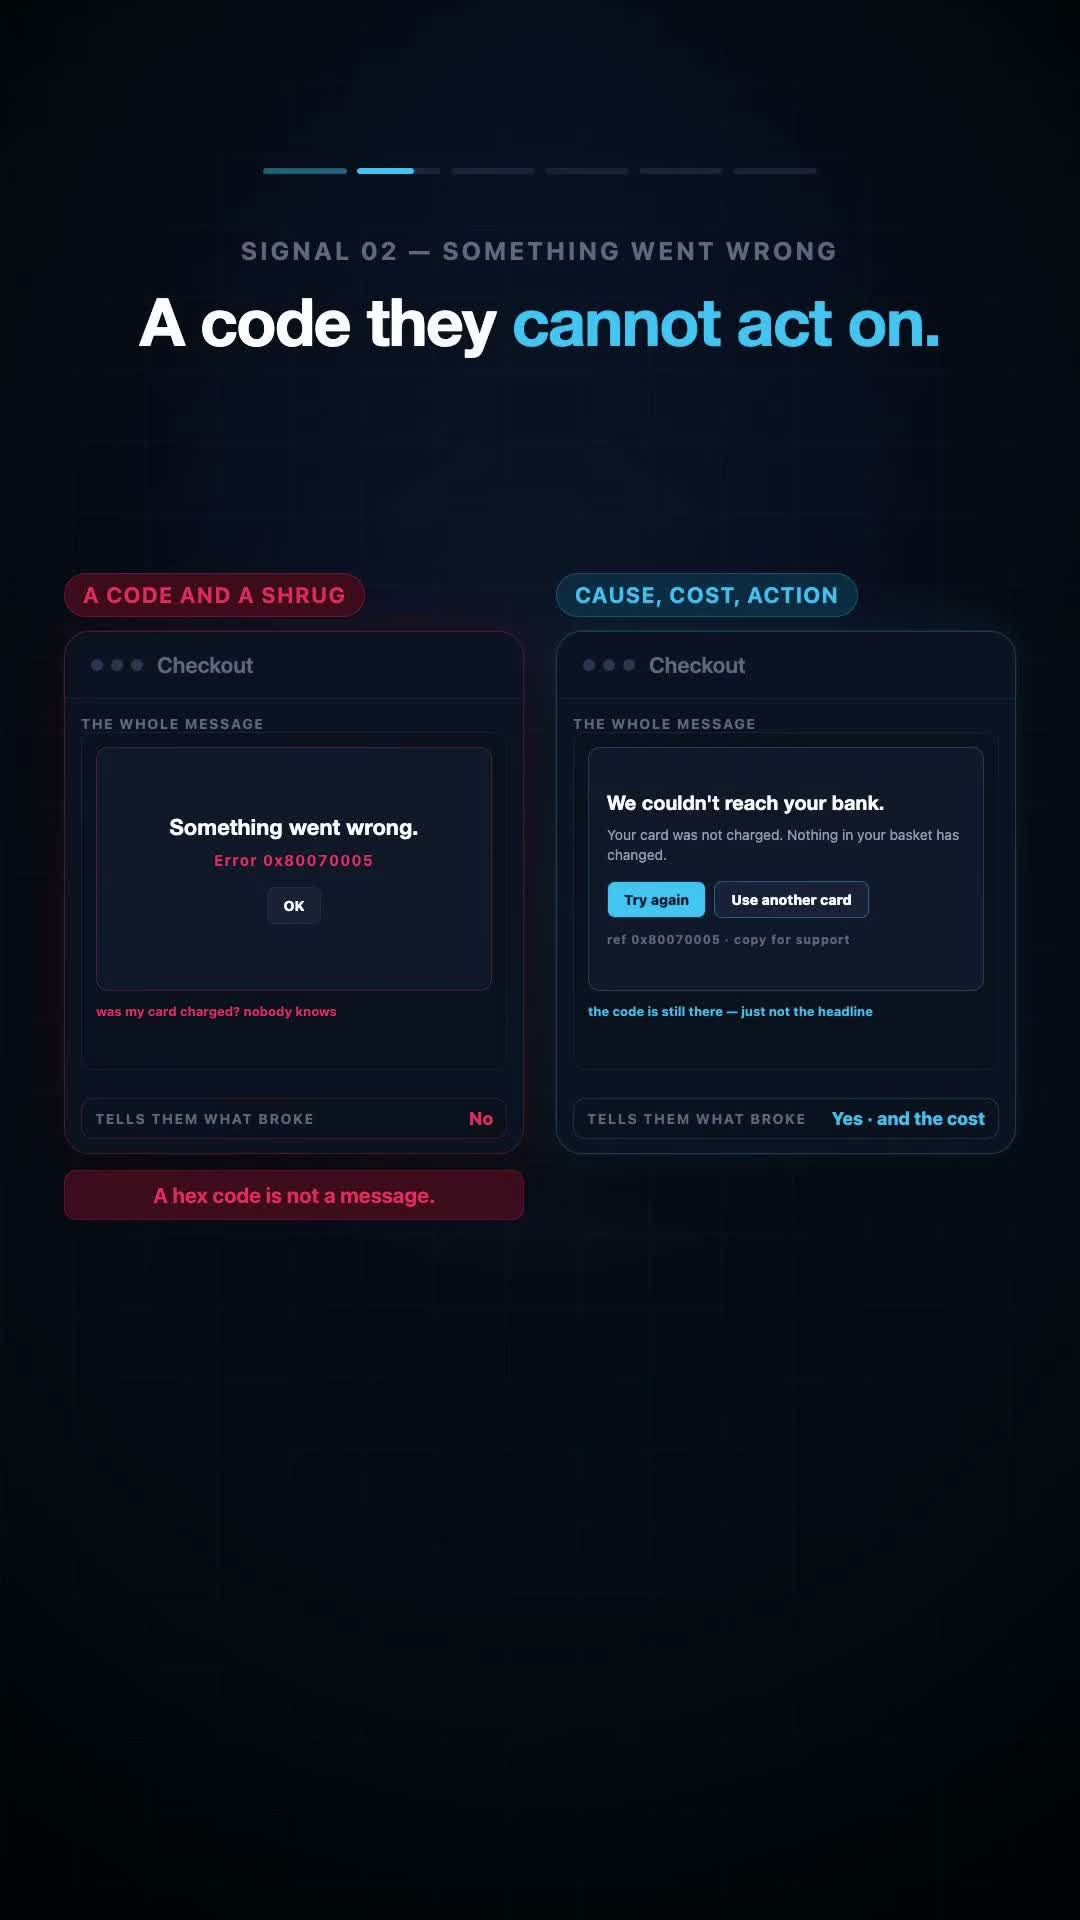 SIGNAL 02 — SOMETHING WENT WRONG
A code they cannot act on.
A CODE AND A SHRUG
Checkout
THE WHOLE MESSAGE
Something went wrong.
Error 0x80070005
OK
was my card charged? nobody knows
TELLS THEM WHAT BROKE No
A hex code is not a message.
CAUSE, COST, ACTION
Checkout
THE WHOLE MESSAGE
We couldn't reach your bank.
Your card was not charged. Nothing in your basket has
changed.
Try again Use another card
ref 0x80070005 · copy for support
the code is still there — just not the headline
TELLS THEM WHAT BROKE Yes · and the cost